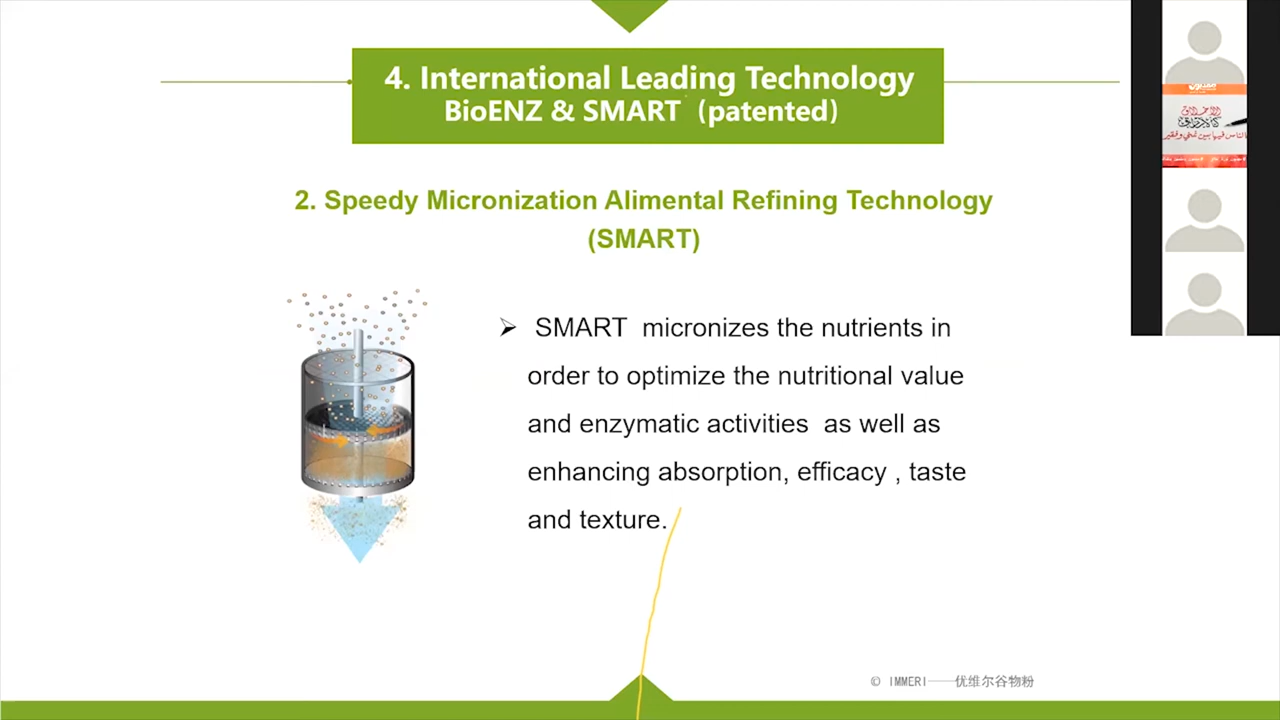 4. International Leading Technology
BioENZ & SMART (patented)
2. Speedy Micronization Alimental Refining Technology
(SMART)
➢ SMART micronizes the nutrients in
order to optimize the nutritional value
and enzymatic activities as well as
enhancing absorption, efficacy , taste
and texture.
© IMMERI——优维尔谷物粉